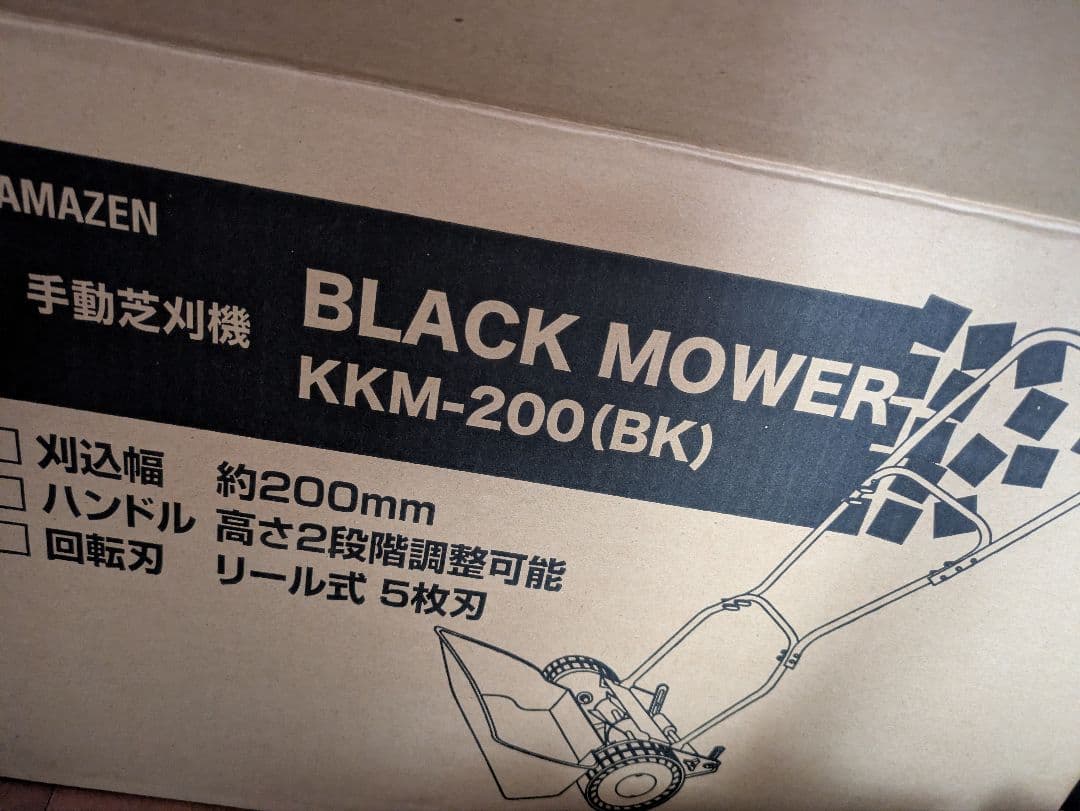 AMAZEN
手動芝刈機
BLACK MOWER
KKM-200(BK)
刈込幅 約200mm
ハンドル 高さ2段階調整可能
回転刃 リール式 5枚刃